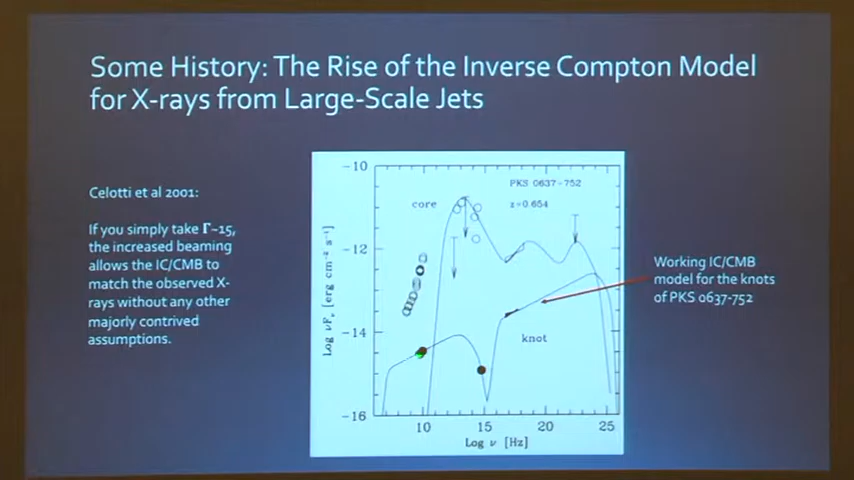 Some History: The Rise of the Inverse Compton Model
for X-rays from Large-Scale Jets
Celotti et al 2001:
If you simply take Γ~15,
the increased beaming
allows the IC/CMB to
match the observed X-
rays without any other
majorly contrived
assumptions.
-10
-12
-14
-16
Log νFν [erg cm⁻² s⁻¹]
core
PKS 0637-752
z=0.654
knot
10
15
20
25
Log ν [Hz]
Working IC/CMB
model for the knots
of PKS 0637-752